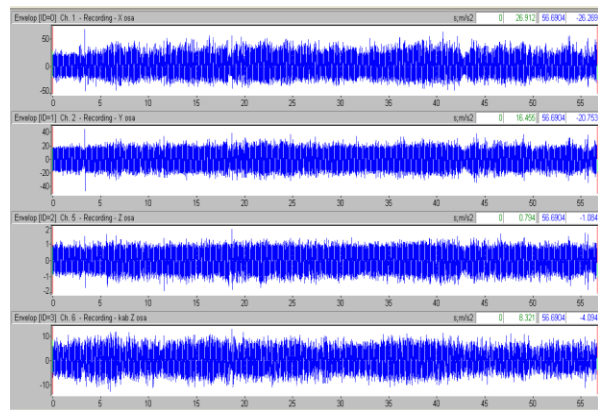 Envelop [ID=0] Ch. 1 - Recording - X osa s;m/s2 0 26.912 56.6904 -26.269
50
0
-50
0 5 10 15 20 25 30 35 40 45 50 55
Envelop [ID=1] Ch. 2 - Recording - Y osa s;m/s2 0 16.455 56.6904 -20.753
40
20
0
-20
-40
0 5 10 15 20 25 30 35 40 45 50 55
Envelop [ID=2] Ch. 5 - Recording - Z osa s;m/s2 0 0.794 56.6904 -1.084
2
1
0
-1
-2
0 5 10 15 20 25 30 35 40 45 50 55
Envelop [ID=3] Ch. 6 - Recording - kab Z osa s;m/s2 0 8.321 56.6904 -4.094
10
0
-10
0 5 10 15 20 25 30 35 40 45 50 55